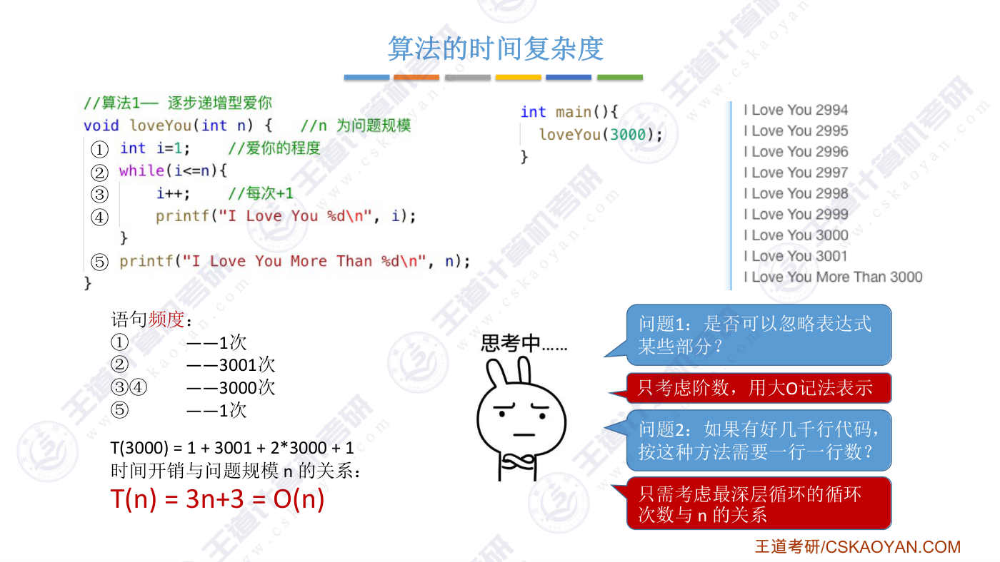 算法的时间复杂度
//算法1—— 逐步递增型爱你
void loveYou(int n) {   //n 为问题规模
① int i=1;    //爱你的程度
② while(i<=n){
③ i++;    //每次+1
④ printf("I Love You %d\n", i);
}
⑤ printf("I Love You More Than %d\n", n);
}
int main(){
loveYou(3000);
}
I Love You 2994
I Love You 2995
I Love You 2996
I Love You 2997
I Love You 2998
I Love You 2999
I Love You 3000
I Love You 3001
I Love You More Than 3000
语句频度：
① ——1次
② ——3001次
③④ ——3000次
⑤ ——1次
T(3000) = 1 + 3001 + 2*3000 + 1
时间开销与问题规模 n 的关系：
T(n) = 3n+3 = O(n)
思考中……
问题1：是否可以忽略表达式
某些部分？
只考虑阶数，用大O记法表示
问题2：如果有好几千行代码，
按这种方法需要一行一行数？
只需考虑最深层循环的循环
次数与 n 的关系
王道考研/CSKAOYAN.COM
王道计算机考研
www.cskaoyan.com